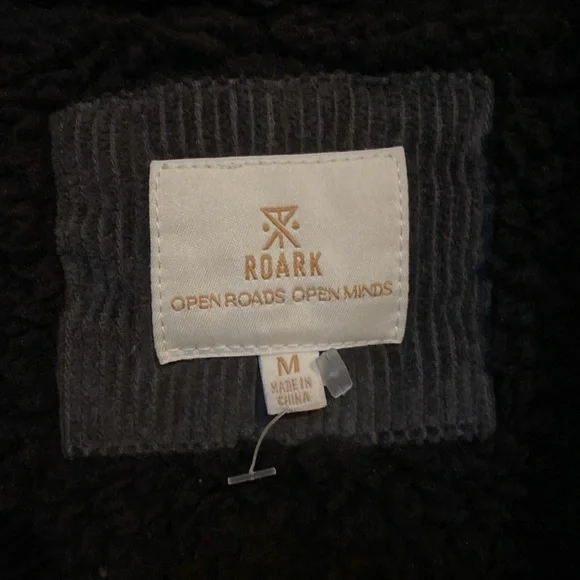 ROARK
OPEN ROADS OPEN MINDS
M
MADE IN
CHINA